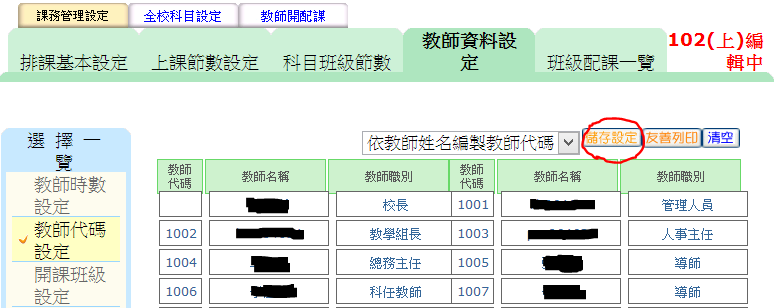 課務管理設定 全校科目設定 教師開配課
排課基本設定 上課節數設定 科目班級節數 教師資料設定 班級配課一覽 102(上)編輯中
選 擇 一 覽
教師時數設定
教師代碼設定
開課班級設定
依教師姓名編製教師代碼 儲存設定 友善列印 清空
教師代碼 教師名稱 教師職別 教師代碼 教師名稱 教師職別
校長 1001 管理人員
1002 教學組長 1003 人事主任
1004 總務主任 1005 導師
1006 科任教師 1007 導師